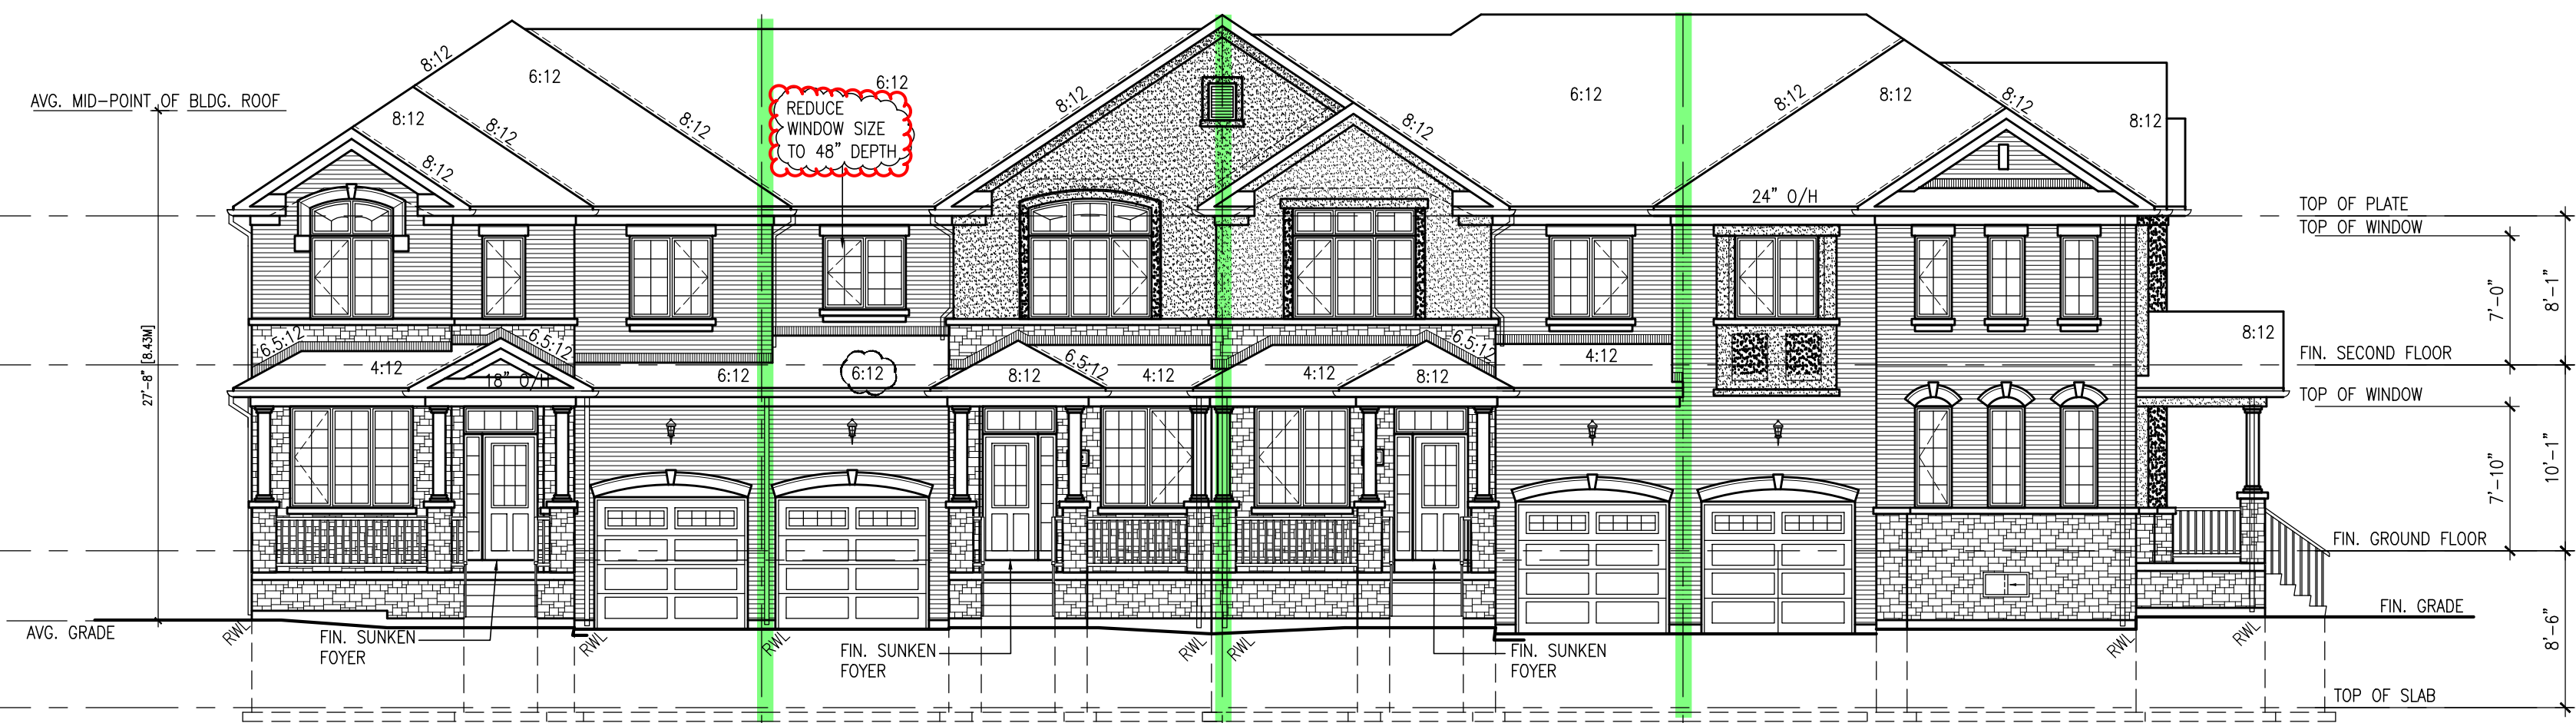 8:12
6:12
6:12
8:12
6:12
8:12
8:12
8:12
8:12
AVG. MID-POINT OF BLDG. ROOF
REDUCE
WINDOW SIZE
TO 48" DEPTH
8:12
8:12
8:12
8:12
8:12
8:12
24" O/H
TOP OF PLATE
TOP OF WINDOW
7'-0"
8'-1"
27'-8" [8.43M]
6.5:12
6.5:12
4:12
18" O/H
6:12
6:12
8:12
6.5:12
4:12
4:12
8:12
6.5:12
4:12
8:12
FIN. SECOND FLOOR
TOP OF WINDOW
7'-10"
10'-1"
FIN. GROUND FLOOR
FIN. GRADE
AVG. GRADE
RWL
FIN. SUNKEN
FOYER
RWL
RWL
FIN. SUNKEN
FOYER
RWL
RWL
FIN. SUNKEN
FOYER
RWL
RWL
8'-6"
TOP OF SLAB